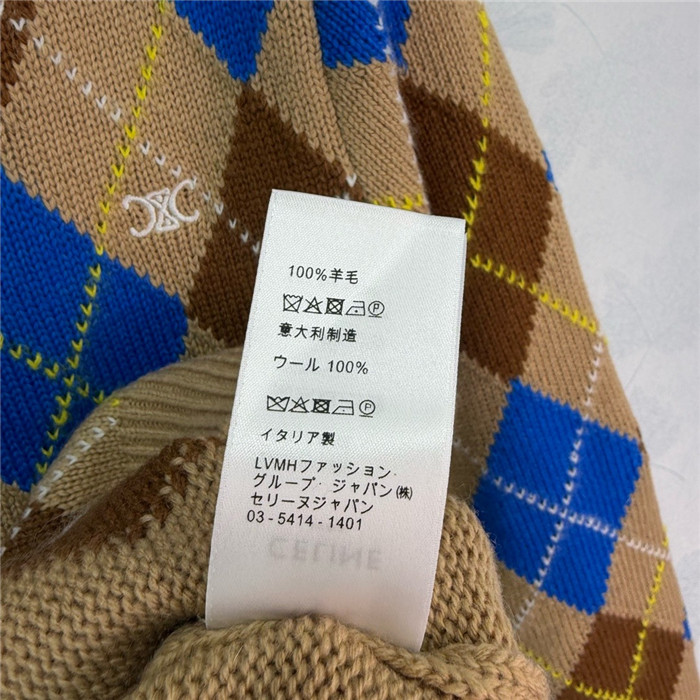 100%羊毛
意大利制造
ウール 100%
イタリア製
LVMHファッション・
グループ・ジャパン㈱
セリーヌジャパン
03-5414-1401
CELINE